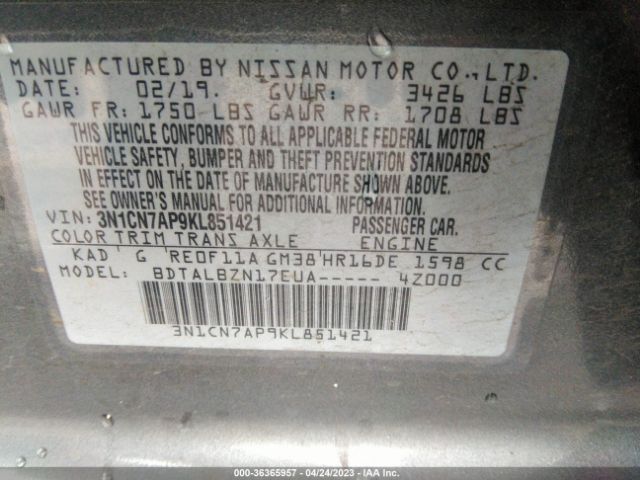 MANUFACTURED BY NISSAN MOTOR CO., LTD.
DATE: 02/19. GVWR: 3426 LBS
GAWR FR: 1750 LBS GAWR RR: 1708 LBS
THIS VEHICLE CONFORMS TO ALL APPLICABLE FEDERAL MOTOR
VEHICLE SAFETY, BUMPER AND THEFT PREVENTION STANDARDS
IN EFFECT ON THE DATE OF MANUFACTURE SHOWN ABOVE.
SEE OWNER'S MANUAL FOR ADDITIONAL INFORMATION.
VIN: 3N1CN7AP9KL851421 PASSENGER CAR.
COLOR TRIM TRANS AXLE ENGINE
KAD G RE0F11A GM38 HR16DE 1598 CC
MODEL: BDTALBZN17EUA----- 4Z000
3N1CN7AP9KL851421
000-36365957 - 04/24/2023 - IAA Inc.